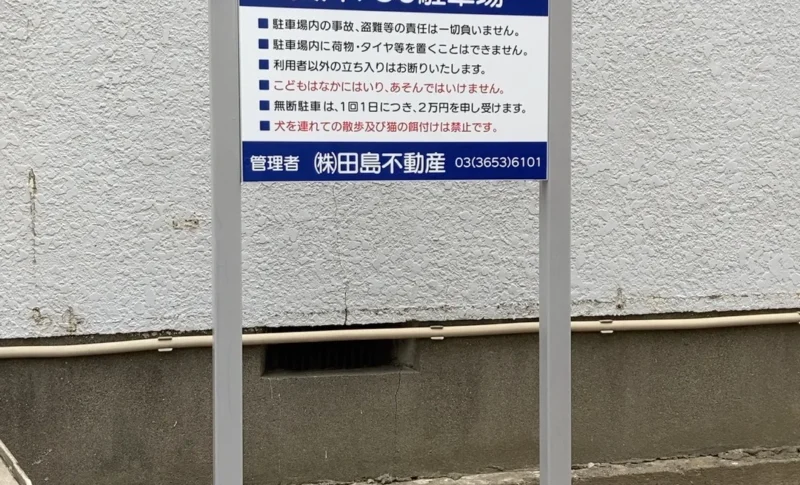 駐車場
■ 駐車場内の事故、盗難等の責任は一切負いません。
■ 駐車場内に荷物・タイヤ等を置くことはできません。
■ 利用者以外の立ち入りはお断りいたします。
■ こどもはなかにはいり、あそんではいけません。
■ 無断駐車は、1回1日につき、2万円を申し受けます。
■ 犬を連れての散歩及び猫の餌付けは禁止です。
管理者 ㈱田島不動産 03(3653)6101